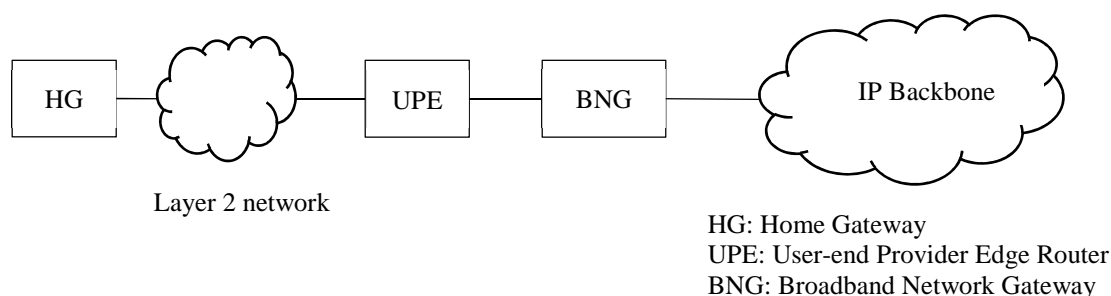 HG
UPE
BNG
IP Backbone
Layer 2 network
HG: Home Gateway
UPE: User-end Provider Edge Router
BNG: Broadband Network Gateway